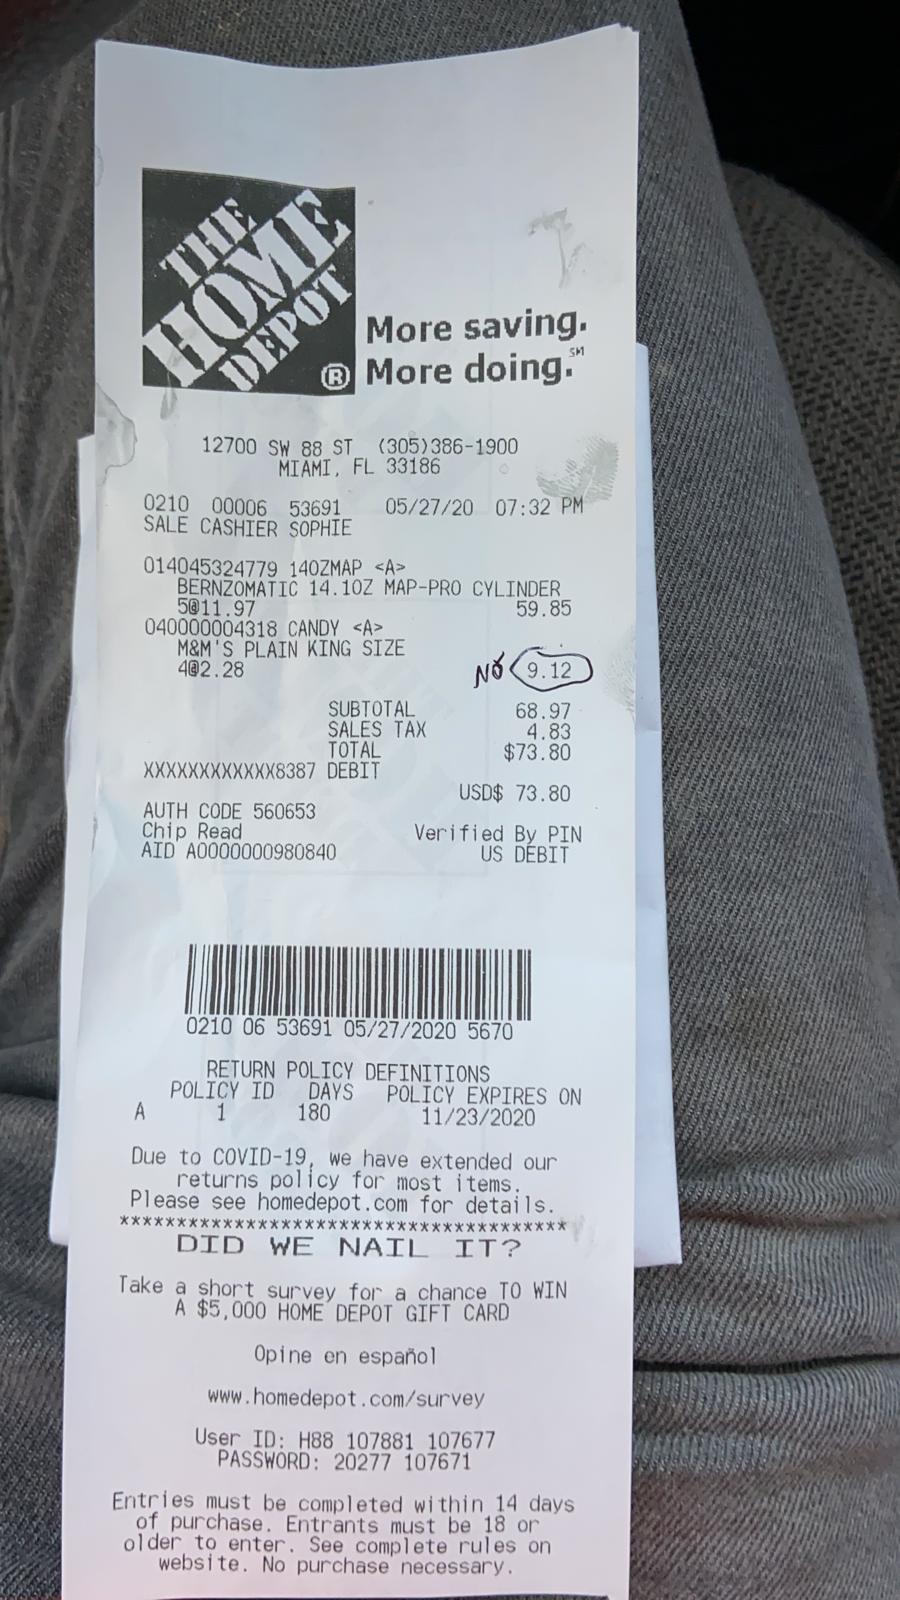 THE
HOME
DEPOT
®
More saving.
More doing.℠
12700 SW 88 ST (305)386-1900
MIAMI, FL 33186
0210 00006 53691 05/27/20 07:32 PM
SALE CASHIER SOPHIE
014045324779 14OZMAP <A>
BERNZOMATIC 14.1OZ MAP-PRO CYLINDER
5@11.97 59.85
040000004318 CANDY <A>
M&M'S PLAIN KING SIZE
4@2.28 NO 9.12
SUBTOTAL 68.97
SALES TAX 4.83
TOTAL $73.80
XXXXXXXXXXXX8387 DEBIT
USD$ 73.80
AUTH CODE 560653
Chip Read Verified By PIN
AID A0000000980840 US DEBIT
0210 06 53691 05/27/2020 5670
RETURN POLICY DEFINITIONS
POLICY ID DAYS POLICY EXPIRES ON
A 1 180 11/23/2020
Due to COVID-19, we have extended our
returns policy for most items.
Please see homedepot.com for details.
***************************************
DID WE NAIL IT?
Take a short survey for a chance TO WIN
A $5,000 HOME DEPOT GIFT CARD
Opine en español
www.homedepot.com/survey
User ID: H88 107881 107677
PASSWORD: 20277 107671
Entries must be completed within 14 days
of purchase. Entrants must be 18 or
older to enter. See complete rules on
website. No purchase necessary.